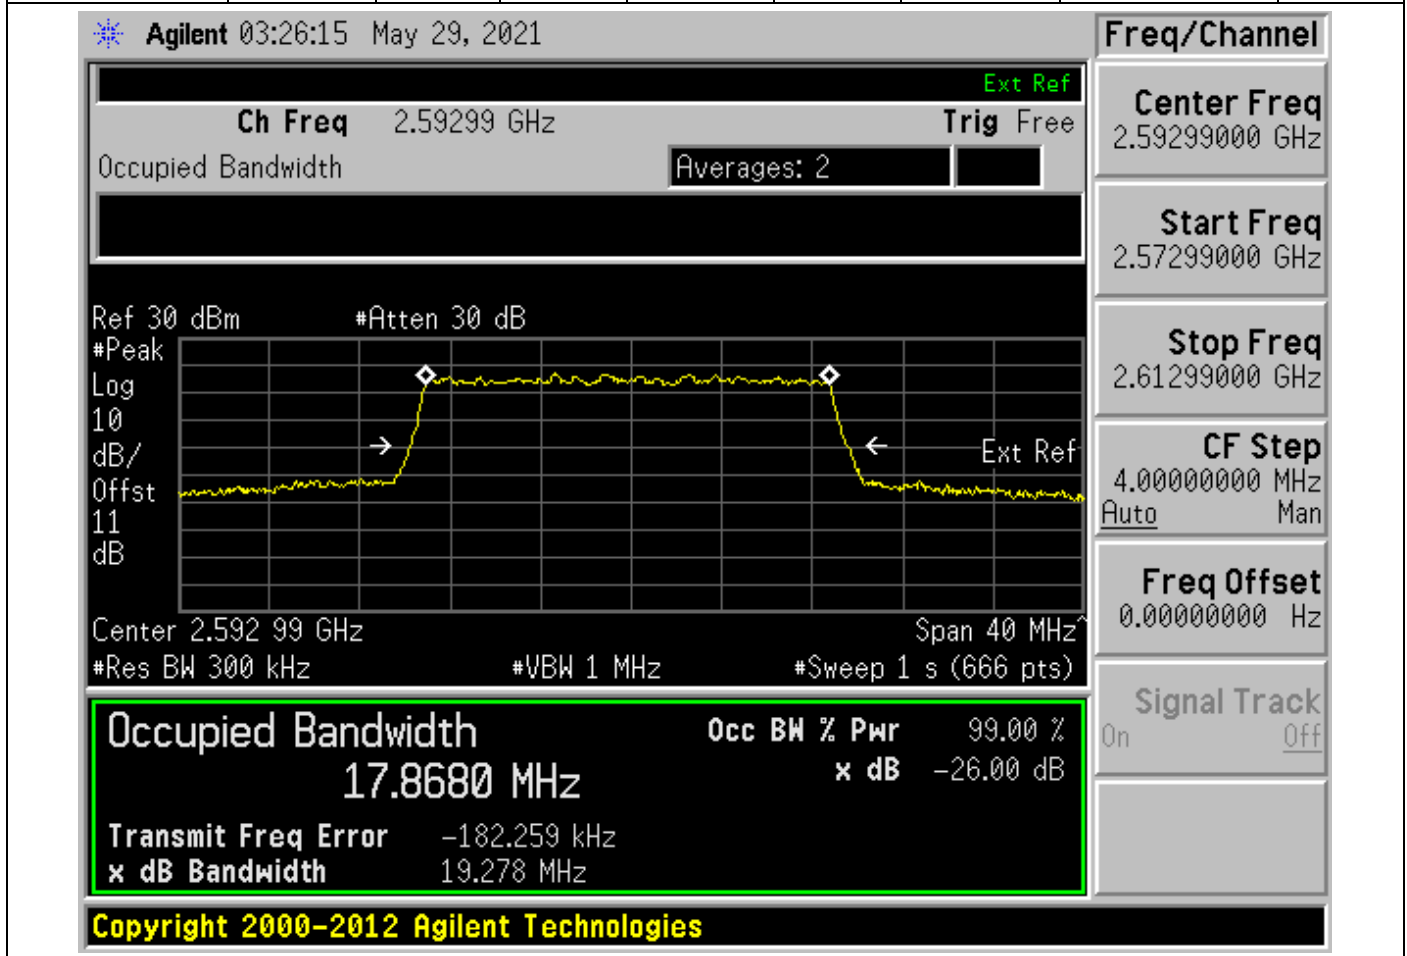 Agilent 03:26:15 May 29, 2021
Freq/Channel
Ext Ref
Ch Freq 2.59299 GHz Trig Free
Occupied Bandwidth Averages: 2
Center Freq
2.59299000 GHz
Start Freq
2.57299000 GHz
Stop Freq
2.61299000 GHz
CF Step
4.00000000 MHz
Auto Man
Freq Offset
0.00000000 Hz
Signal Track
On Off
Ref 30 dBm #Atten 30 dB
#Peak
Log
10
dB/
Offst
11
dB
Ext Ref
Center 2.592 99 GHz Span 40 MHz^
#Res BW 300 kHz #VBW 1 MHz #Sweep 1 s (666 pts)
Occupied Bandwidth
17.8680 MHz
Occ BW % Pwr 99.00 %
x dB -26.00 dB
Transmit Freq Error -182.259 kHz
x dB Bandwidth 19.278 MHz
Copyright 2000-2012 Agilent Technologies